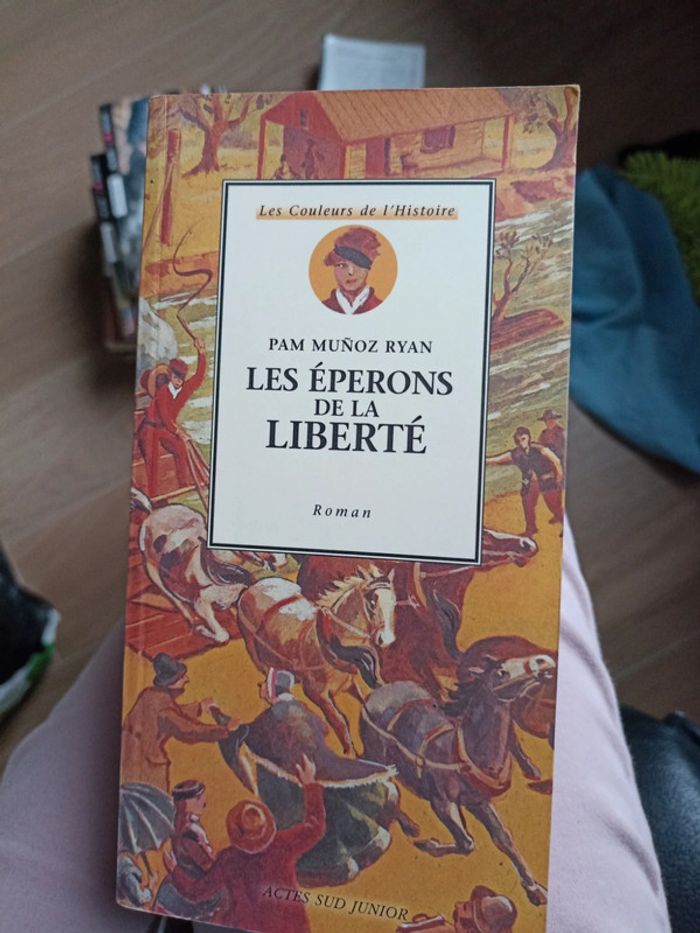 Les Couleurs de l'Histoire
PAM MUÑOZ RYAN
LES ÉPERONS
DE LA
LIBERTÉ
Roman
ACTES SUD JUNIOR